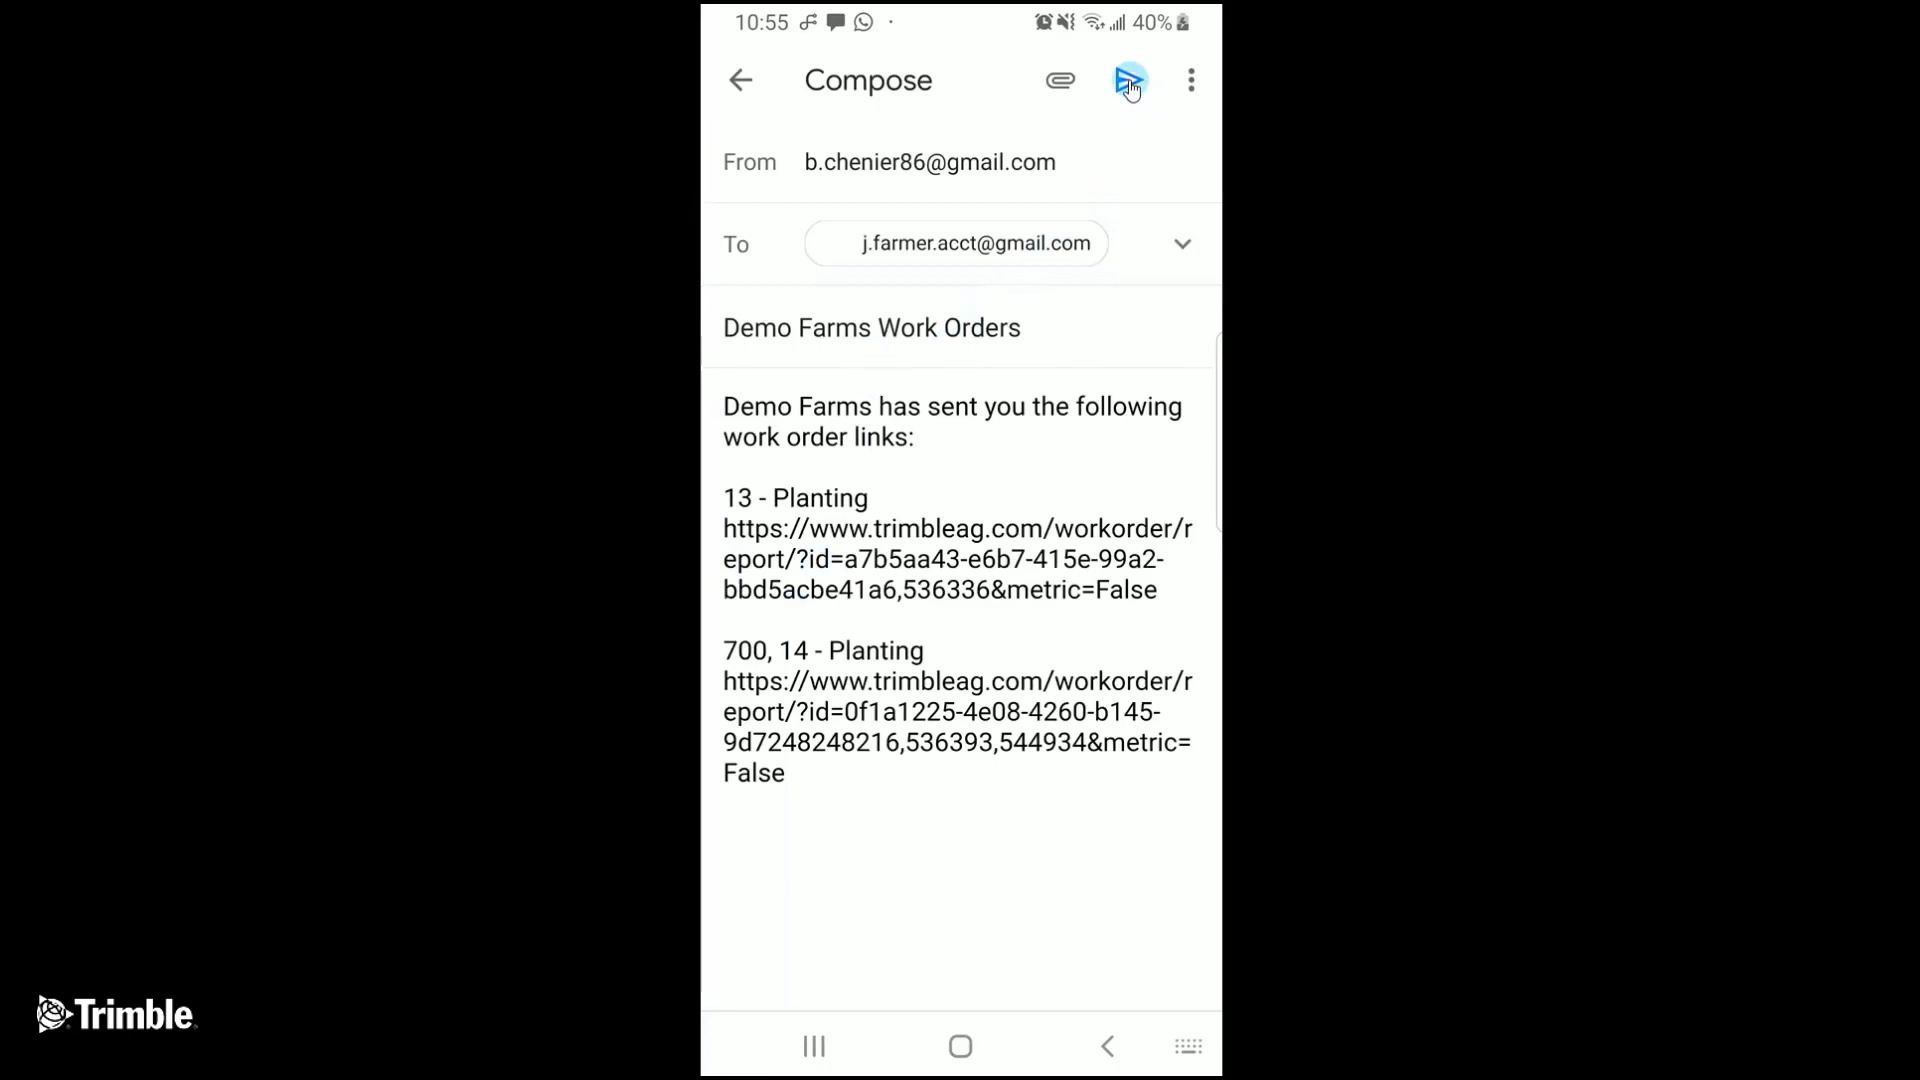 10:55
40%
Compose
From b.chenier86@gmail.com
To j.farmer.acct@gmail.com
Demo Farms Work Orders
Demo Farms has sent you the following
work order links:
13 - Planting
https://www.trimbleag.com/workorder/r
eport/?id=a7b5aa43-e6b7-415e-99a2-
bbd5acbe41a6,536336&metric=False
700, 14 - Planting
https://www.trimbleag.com/workorder/r
eport/?id=0f1a1225-4e08-4260-b145-
9d7248248216,536393,544934&metric=
False
Trimble